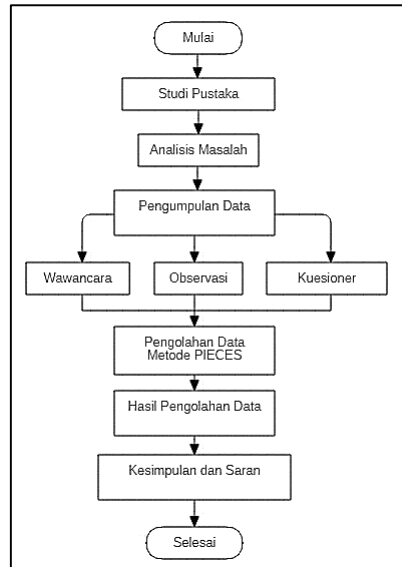 Mulai
Studi Pustaka
Analisis Masalah
Pengumpulan Data
Wawancara
Observasi
Kuesioner
Pengolahan Data
Metode PIECES
Hasil Pengolahan Data
Kesimpulan dan Saran
Selesai